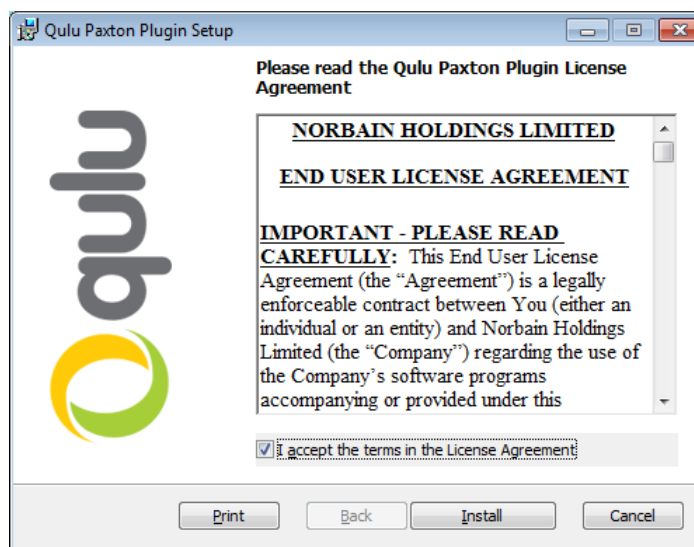 Qulu Paxton Plugin Setup
Please read the Qulu Paxton Plugin License
Agreement
NORBAIN HOLDINGS LIMITED
END USER LICENSE AGREEMENT
IMPORTANT - PLEASE READ
CAREFULLY: This End User License
Agreement (the “Agreement”) is a legally
enforceable contract between You (either an
individual or an entity) and Norbain Holdings
Limited (the “Company”) regarding the use of
the Company’s software programs
accompanying or provided under this
qulu
I accept the terms in the License Agreement
Print
Back
Install
Cancel